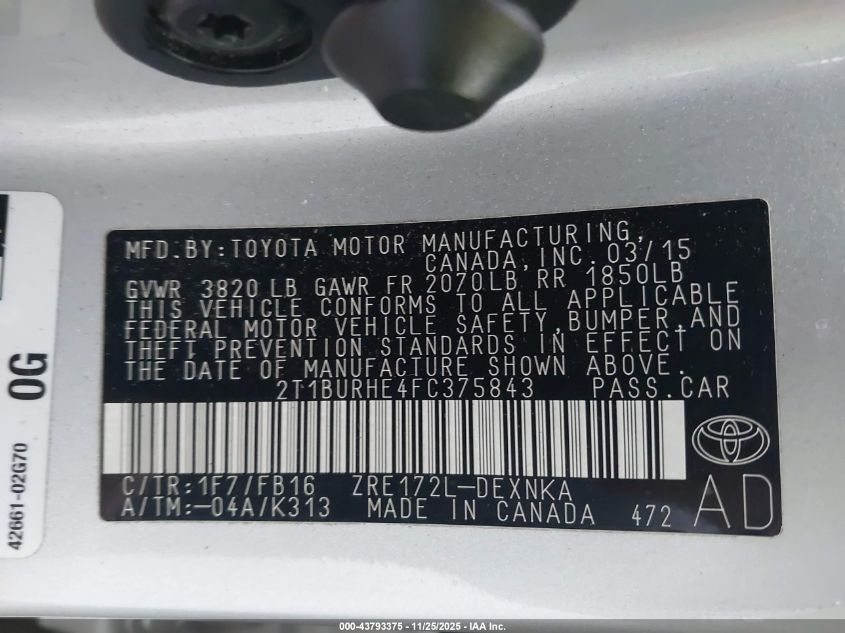 MFD.BY:TOYOTA MOTOR MANUFACTURING,
CANADA,INC. 03/15
GVWR 3820 LB GAWR FR 2070LB, RR 1850LB
THIS VEHICLE CONFORMS TO ALL APPLICABLE
FEDERAL MOTOR VEHICLE SAFETY,BUMPER,AND
THEFT PREVENTION STANDARDS IN EFFECT ON
THE DATE OF MANUFACTURE SHOWN ABOVE.
2T1BURHE4FC375843 PASS.CAR
C/TR:1F7/FB16 ZRE172L-DEXNKA
A/TM:-04A/K313 MADE IN CANADA 472
AD
0G
42661-02G70
000-43793375 - 11/25/2025 - IAA Inc.